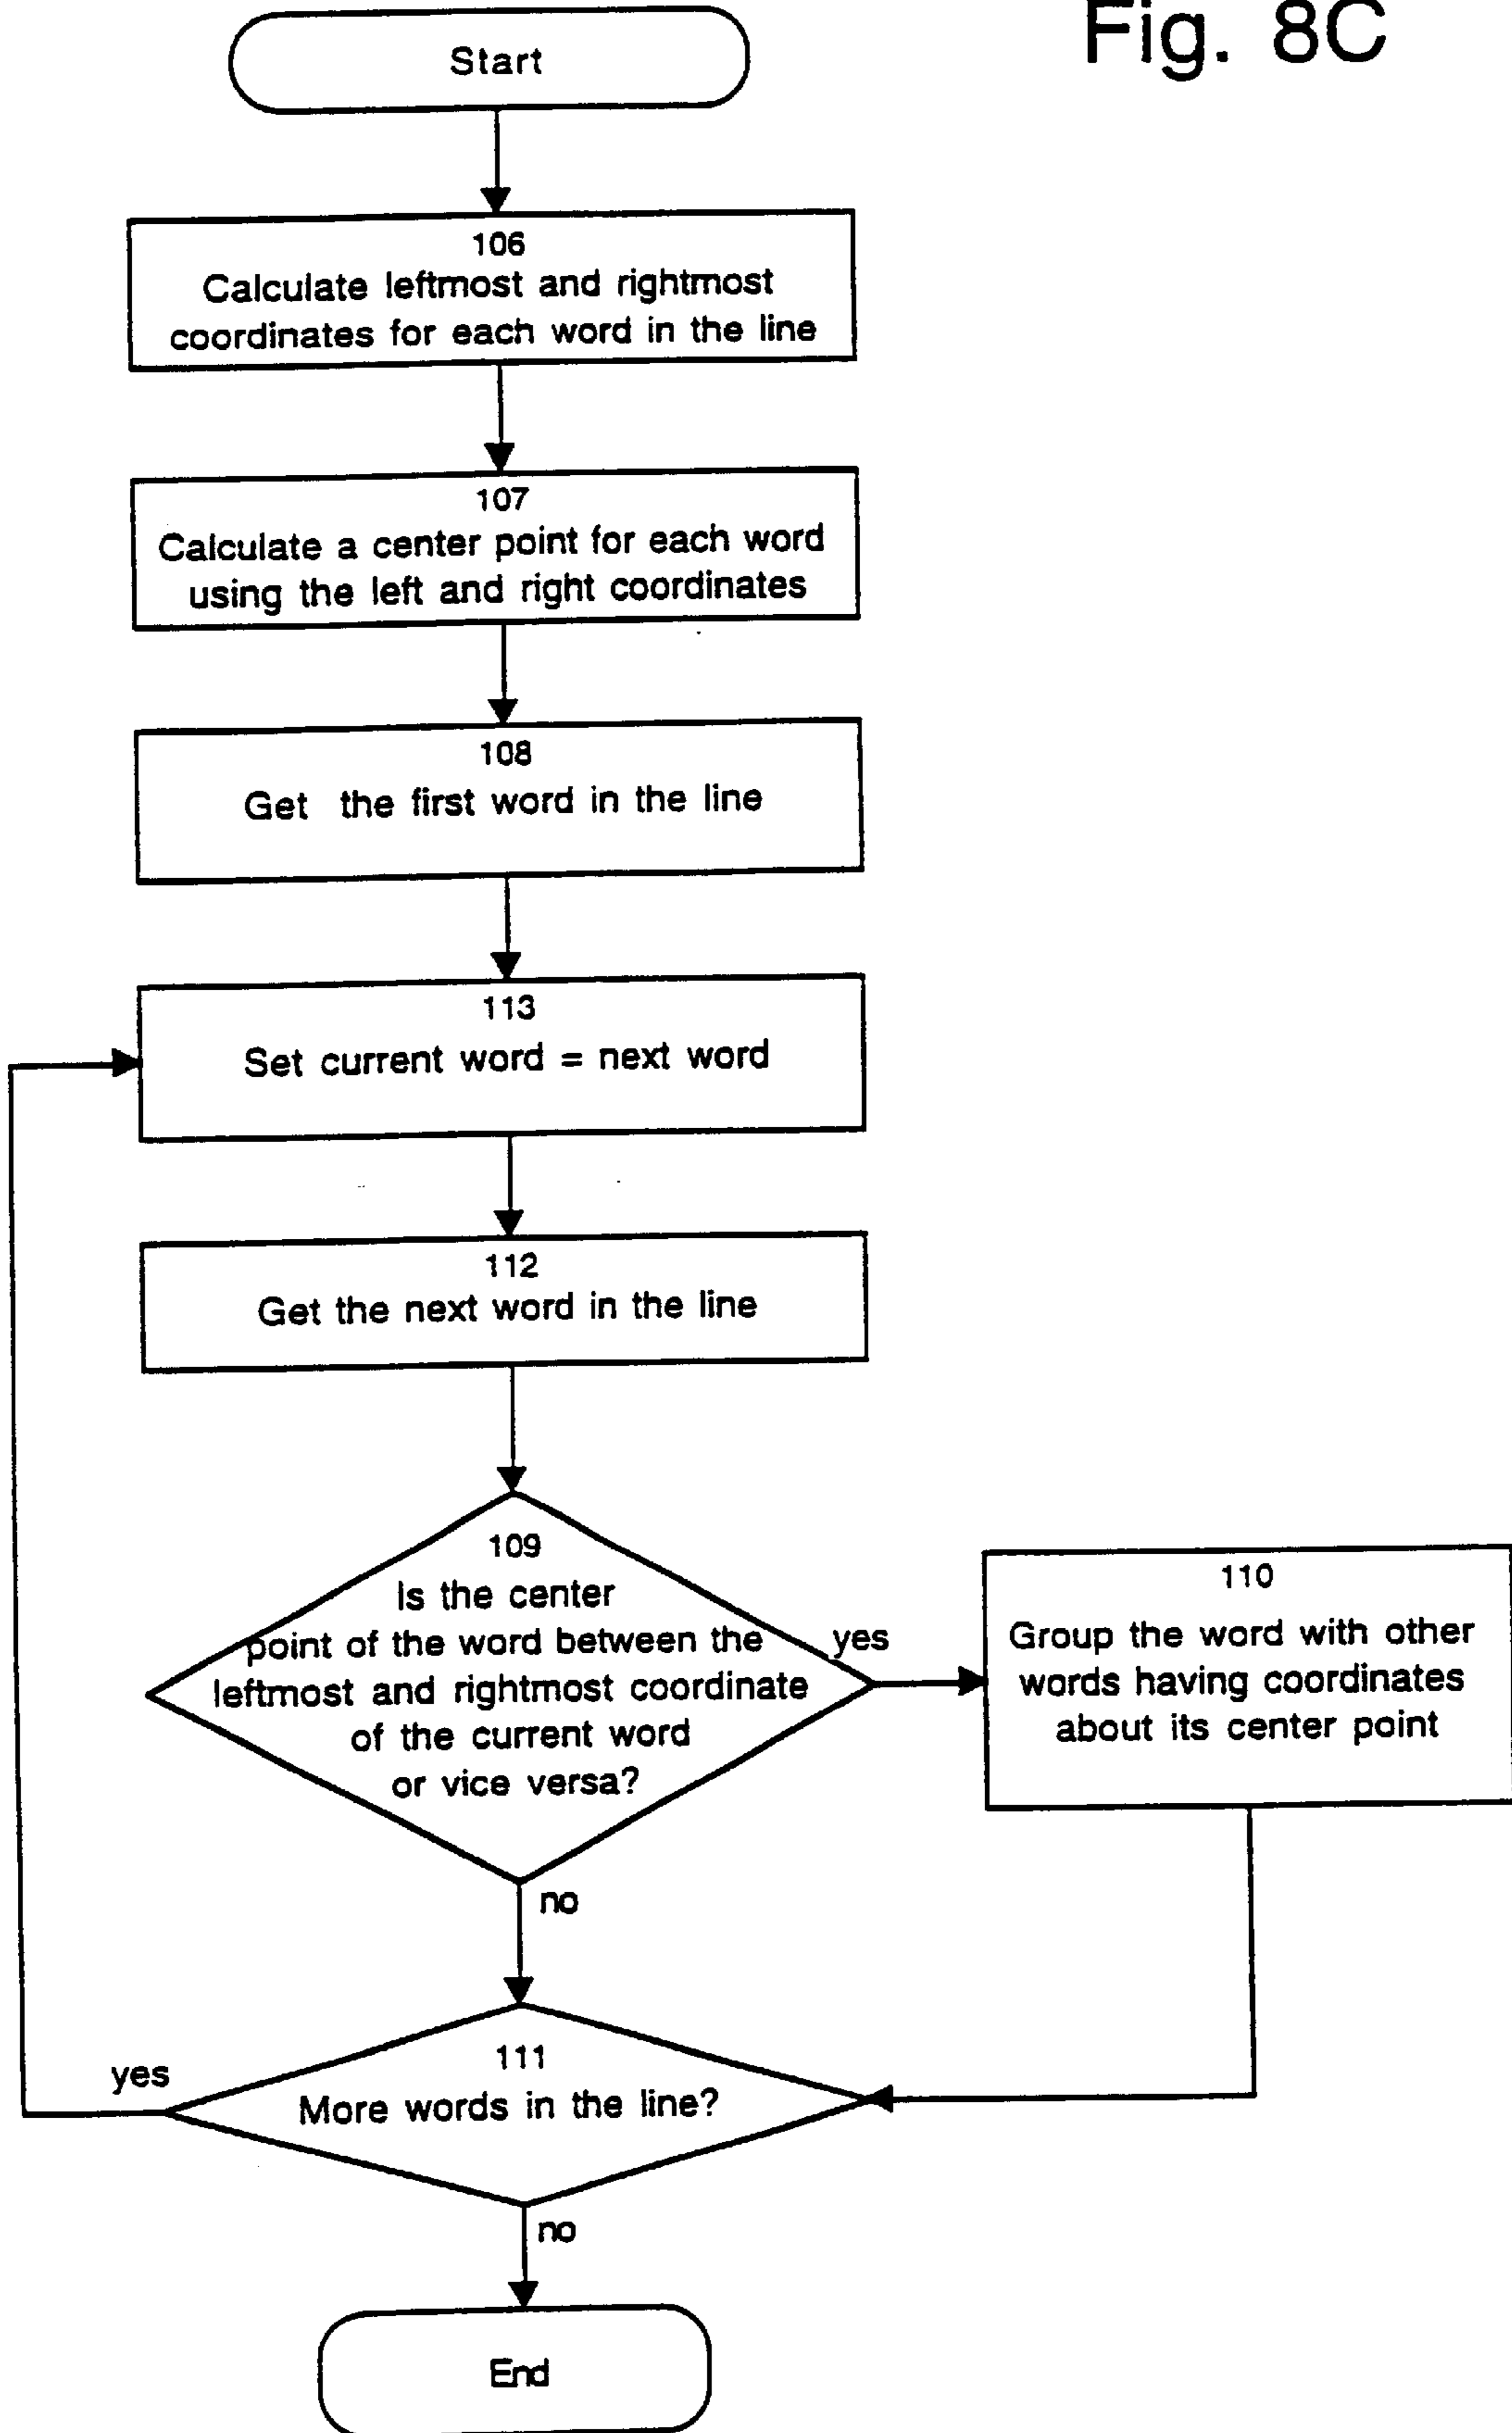 Fig. 8C
Start
106
Calculate leftmost and rightmost
coordinates for each word in the line
107
Calculate a center point for each word
using the left and right coordinates
108
Get the first word in the line
113
Set current word = next word
112
Get the next word in the line
109
Is the center
point of the word between the
leftmost and rightmost coordinate
of the current word
or vice versa?
yes
110
Group the word with other
words having coordinates
about its center point
no
111
More words in the line?
yes
no
End